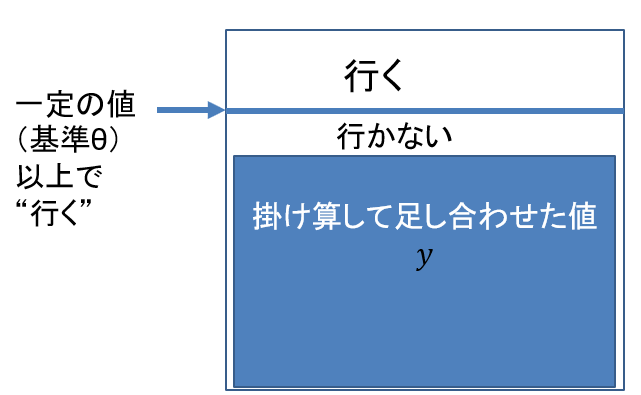 行く
一定の値
（基準θ）
以上で
“行く”
行かない
掛け算して足し合わせた値
y